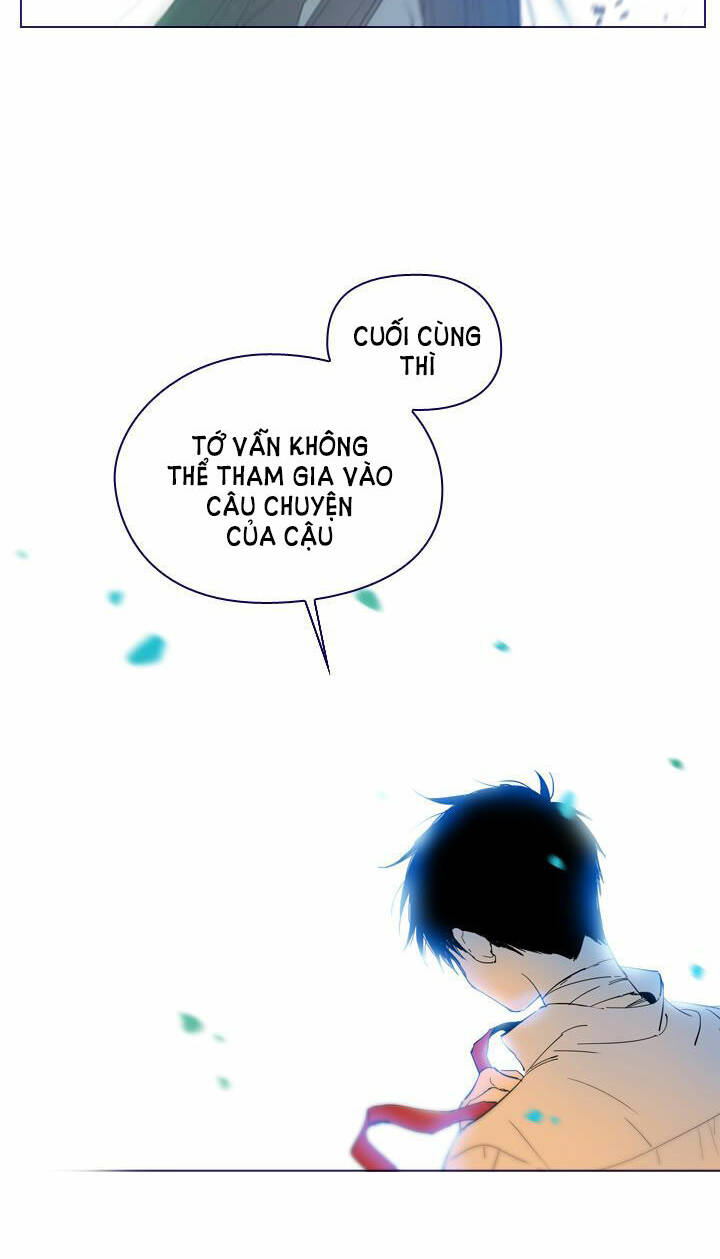 CUỐI CÙNG
THÌ
TỚ VẪN KHÔNG
THỂ THAM GIA VÀO
CÂU CHUYỆN
CỦA CẬU